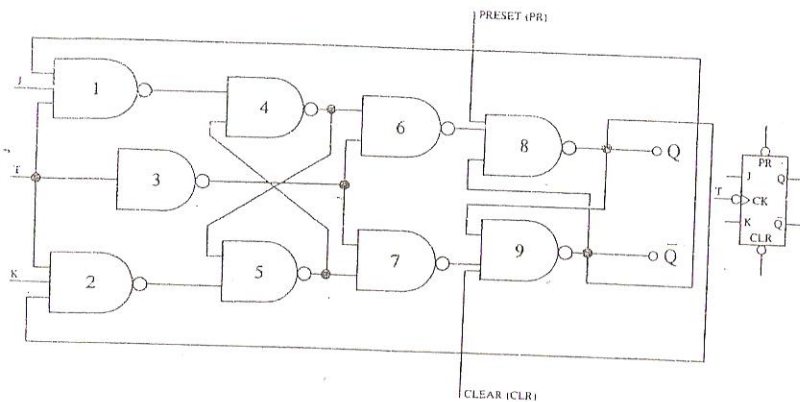 PRESET (PR)
J
1
4
6
8
Q
T
3
K
2
5
7
9
Q̅
CLEAR (CLR)
PR
J
Q
T
CK
K
Q̅
CLR